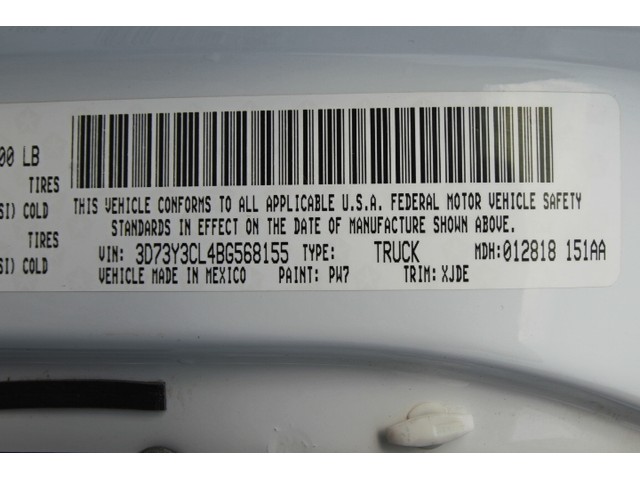 00 LB
TIRES
SI) COLD
TIRES
SI) COLD
THIS VEHICLE CONFORMS TO ALL APPLICABLE U.S.A. FEDERAL MOTOR VEHICLE SAFETY
STANDARDS IN EFFECT ON THE DATE OF MANUFACTURE SHOWN ABOVE.
VIN: 3D73Y3CL4BG568155 TYPE: TRUCK MDH:012818 151AA
VEHICLE MADE IN MEXICO PAINT: PW7 TRIM: XJDE